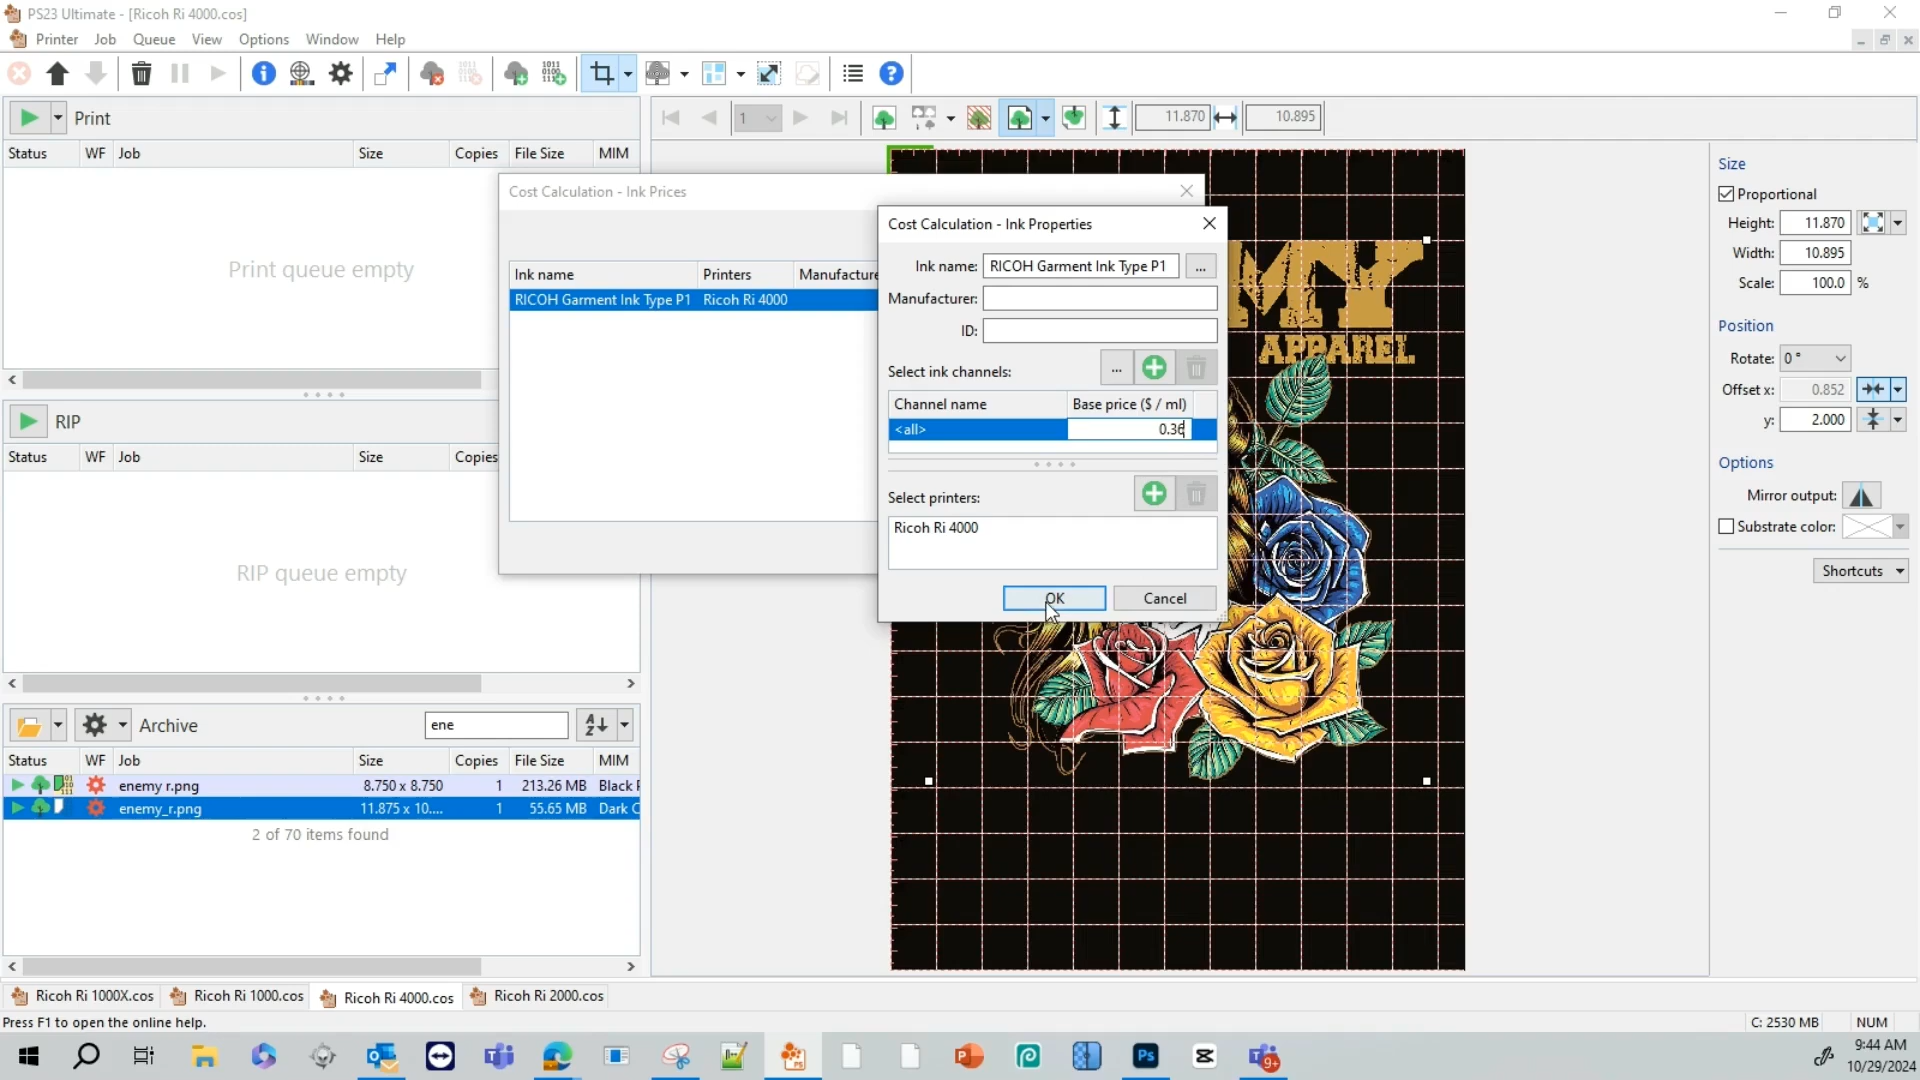 PS23 Ultimate - [Ricoh Ri 4000.cos]
Printer Job Queue View Options Window Help
Print
1
11.870
10.895
Status WF Job Size Copies File Size MIM
Print queue empty
RIP
Status WF Job Size Copies
RIP queue empty
Archive
ene
Status WF Job Size Copies File Size MIM
enemy r.png 8.750 x 8.750 1 213.26 MB Black
enemy_r.png 11.875 x 10.... 1 55.65 MB Dark C
2 of 70 items found
Cost Calculation - Ink Prices
Ink name Printers Manufacture
RICOH Garment Ink Type P1 Ricoh Ri 4000
Cost Calculation - Ink Properties
Ink name: RICOH Garment Ink Type P1 ...
Manufacturer:
ID:
Select ink channels: ...
Channel name Base price ($ / ml)
<all> 0.36
Select printers:
Ricoh Ri 4000
OK Cancel
MY
APPAREL
Size
Proportional
Height: 11.870
Width: 10.895
Scale: 100.0 %
Position
Rotate: 0 °
Offset x: 0.852
y: 2.000
Options
Mirror output:
Substrate color:
Shortcuts
Ricoh Ri 1000X.cos Ricoh Ri 1000.cos Ricoh Ri 4000.cos Ricoh Ri 2000.cos
Press F1 to open the online help.
C: 2530 MB NUM
Ps
9+
9:44 AM
10/29/2024